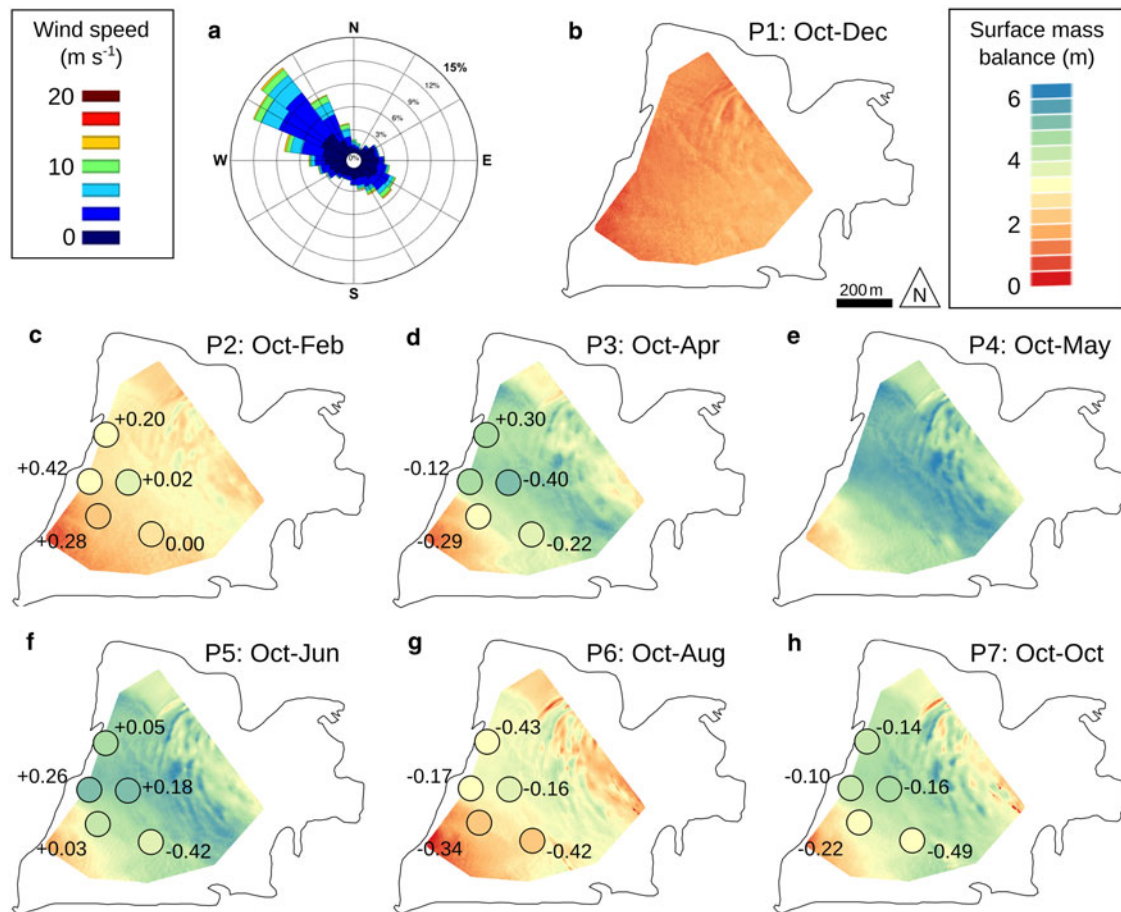 Wind speed
(m s⁻¹)
20
10
0
a
N
15%
12%
9%
6%
3%
0%
W
E
S
b
P1: Oct-Dec
200 m
N
Surface mass
balance (m)
6
4
2
0
c
P2: Oct-Feb
+0.20
+0.42
+0.02
+0.28
0.00
d
P3: Oct-Apr
+0.30
-0.12
-0.40
-0.29
-0.22
e
P4: Oct-May
f
P5: Oct-Jun
+0.05
+0.26
+0.18
+0.03
-0.42
g
P6: Oct-Aug
-0.43
-0.17
-0.16
-0.34
-0.42
h
P7: Oct-Oct
-0.14
-0.10
-0.16
-0.22
-0.49